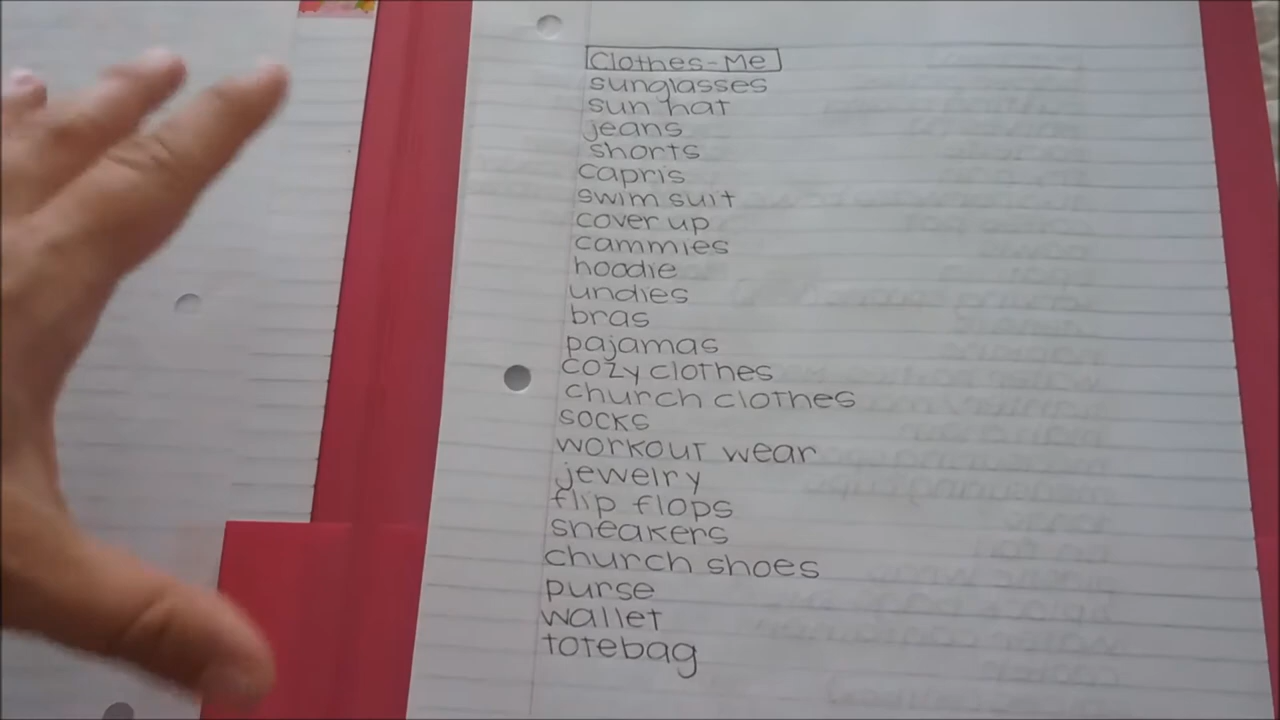 Clothes-Me
sunglasses
sun hat
jeans
shorts
capris
swim suit
cover up
cammies
hoodie
undies
bras
pajamas
cozy clothes
church clothes
socks
workout wear
jewelry
flip flops
sneakers
church shoes
purse
wallet
totebag